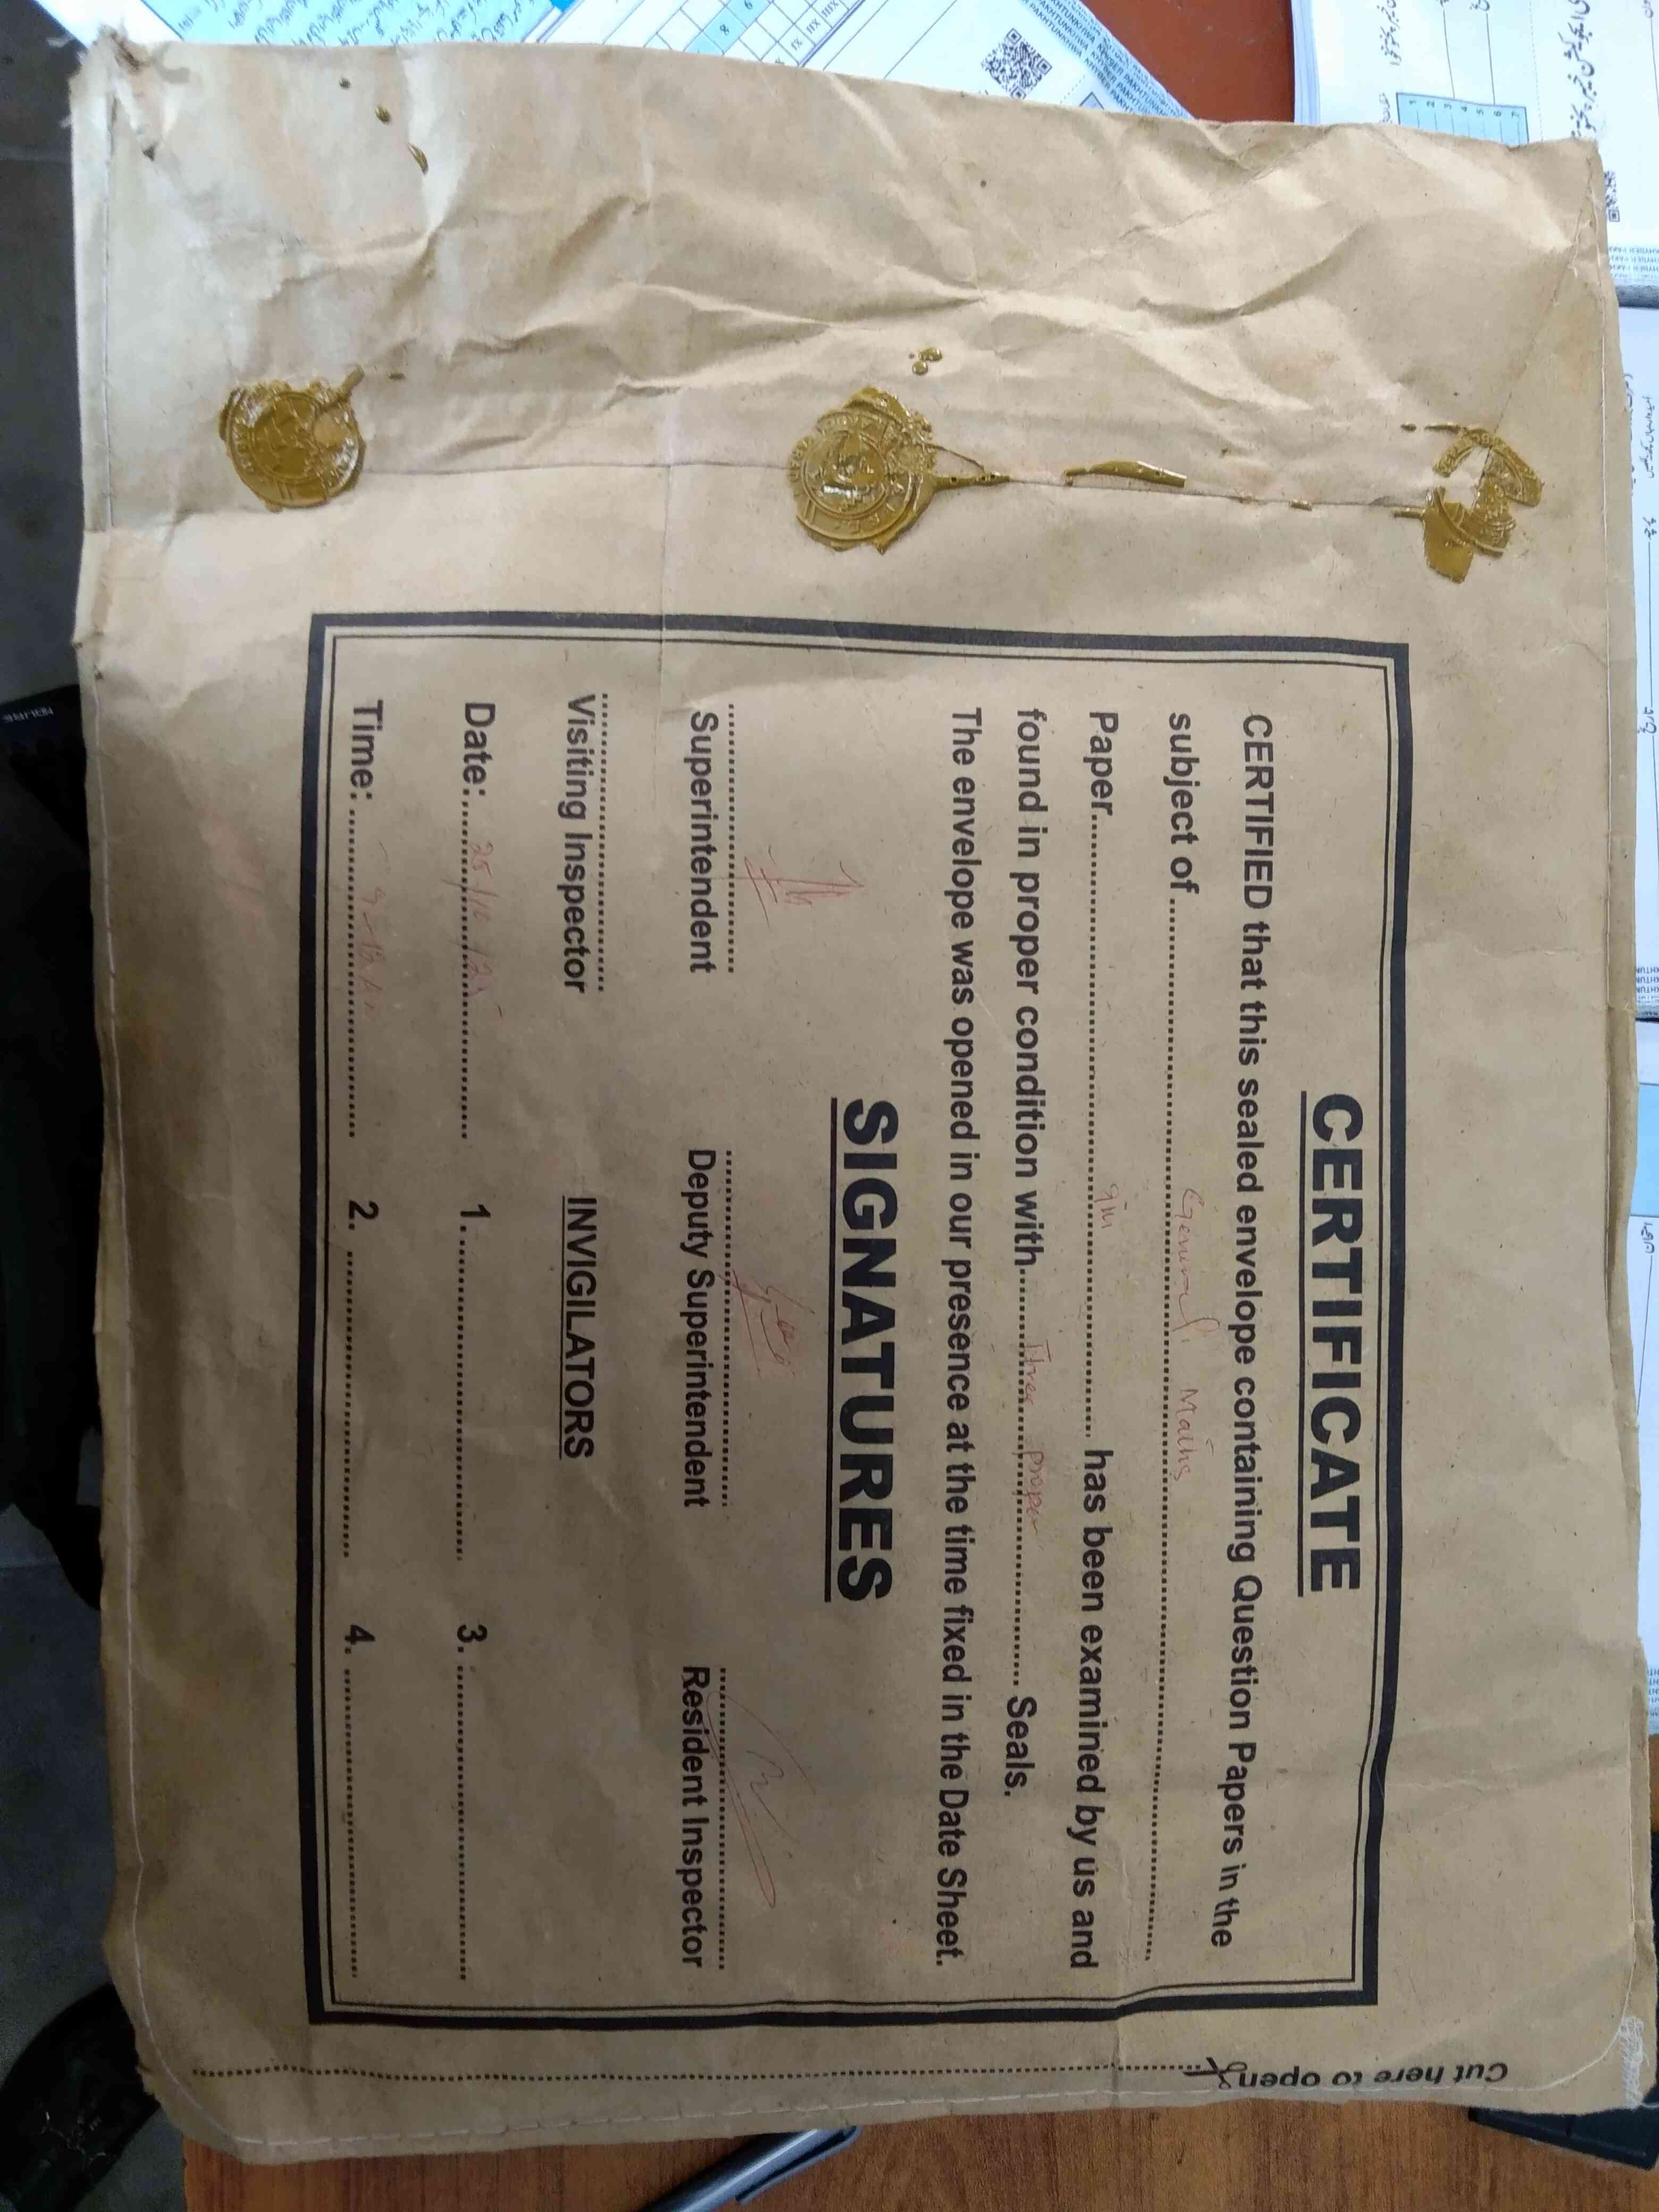 CERTIFICATE
CERTIFIED that this sealed envelope containing Question Papers in the
subject of General Maths
Paper 9th has been examined by us and
found in proper condition with Three proper Seals.
The envelope was opened in our presence at the time fixed in the Date Sheet.
SIGNATURES
Superintendent Deputy Superintendent Resident Inspector
Visiting Inspector INVIGILATORS
Date: 25/10/ 1. 3.
Time: 2. 4.
Cut here to open